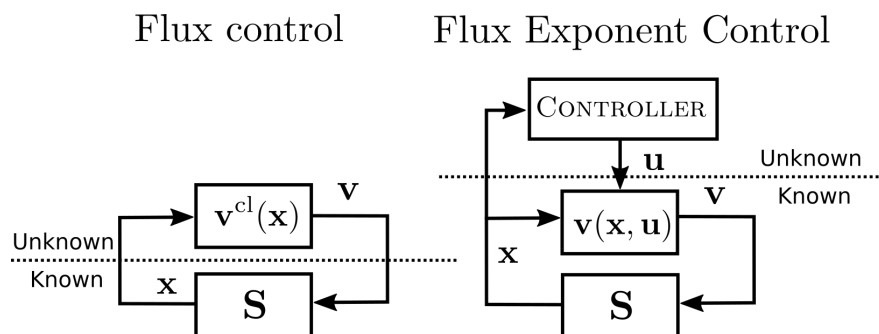 Flux control
Flux Exponent Control
CONTROLLER
u
Unknown
Known
v
v(x, u)
x
S
v
v^cl(x)
Unknown
Known
x
S